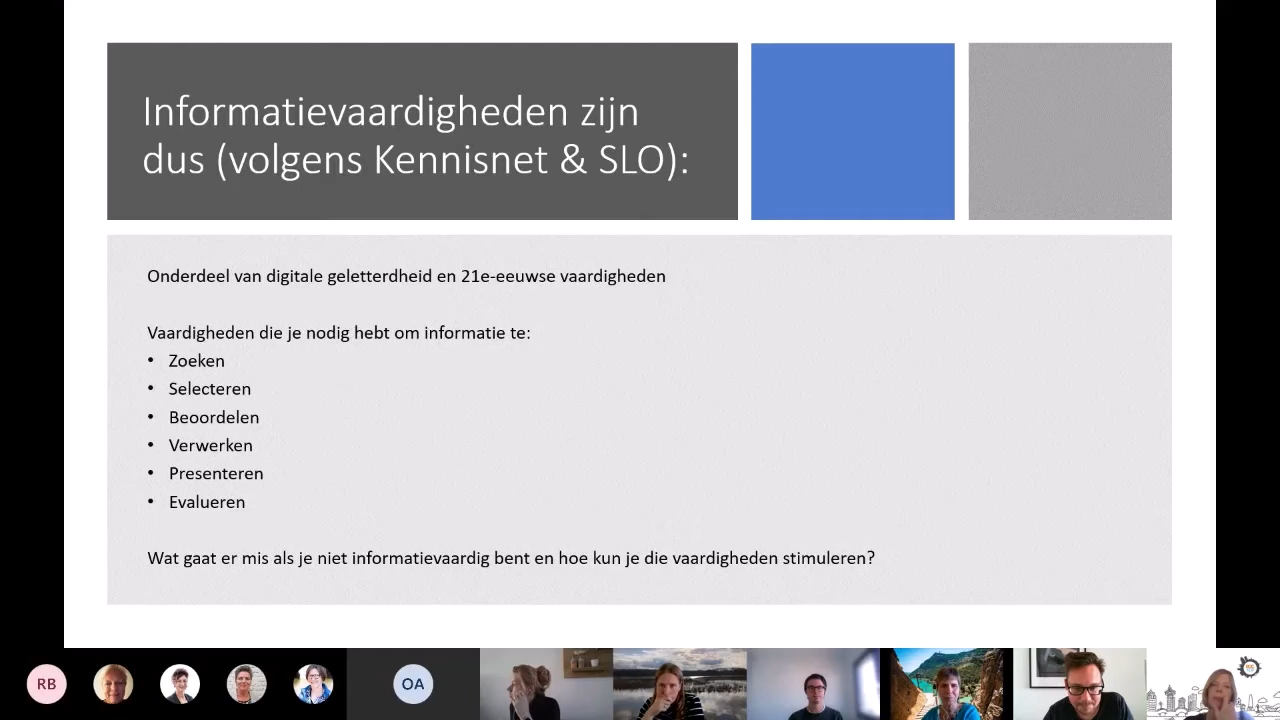 Informatievaardigheden zijn
dus (volgens Kennisnet & SLO):
Onderdeel van digitale geletterdheid en 21e-eeuwse vaardigheden
Vaardigheden die je nodig hebt om informatie te:
• Zoeken
• Selecteren
• Beoordelen
• Verwerken
• Presenteren
• Evalueren
Wat gaat er mis als je niet informatievaardig bent en hoe kun je die vaardigheden stimuleren?
RB
OA